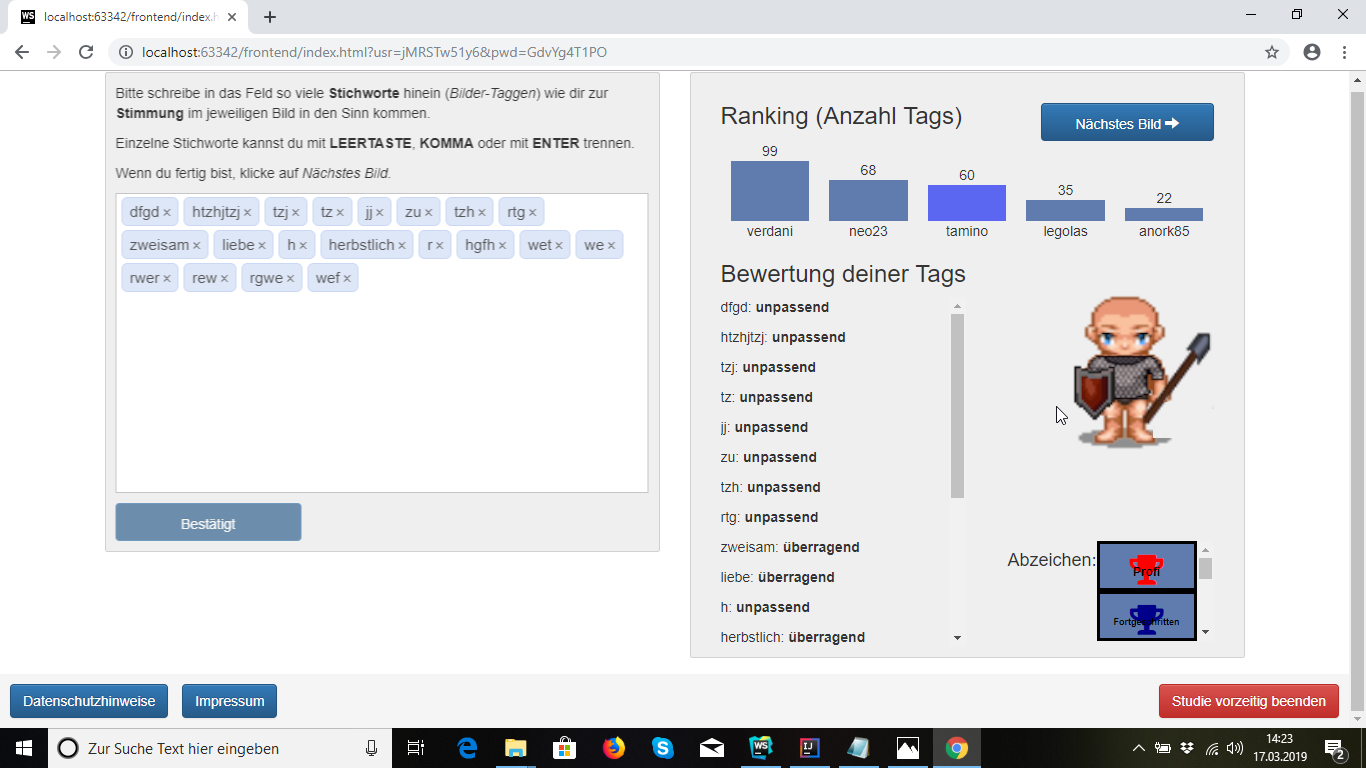 localhost:63342/frontend/index.h
localhost:63342/frontend/index.html?usr=jMRSTw51y6&pwd=GdvYg4T1PO
Bitte schreibe in das Feld so viele Stichworte hinein (Bilder-Taggen) wie dir zur
Stimmung im jeweiligen Bild in den Sinn kommen.
Einzelne Stichworte kannst du mit LEERTASTE, KOMMA oder mit ENTER trennen.
Wenn du fertig bist, klicke auf Nächstes Bild.
dfgd × htzhjtzj × tzj × tz × jj × zu × tzh × rtg ×
zweisam × liebe × h × herbstlich × r × hgfh × wet × we ×
rwer × rew × rgwe × wef ×
Bestätigt
Ranking (Anzahl Tags)
Nächstes Bild
99 68 60 35 22
verdani neo23 tamino legolas anork85
Bewertung deiner Tags
dfgd: unpassend
htzhjtzj: unpassend
tzj: unpassend
tz: unpassend
jj: unpassend
zu: unpassend
tzh: unpassend
rtg: unpassend
zweisam: überragend
liebe: überragend
h: unpassend
herbstlich: überragend
Abzeichen:
Profi
Fortgeschritten
Datenschutzhinweise Impressum Studie vorzeitig beenden
Zur Suche Text hier eingeben
WS
IJ
14:23
17.03.2019
2